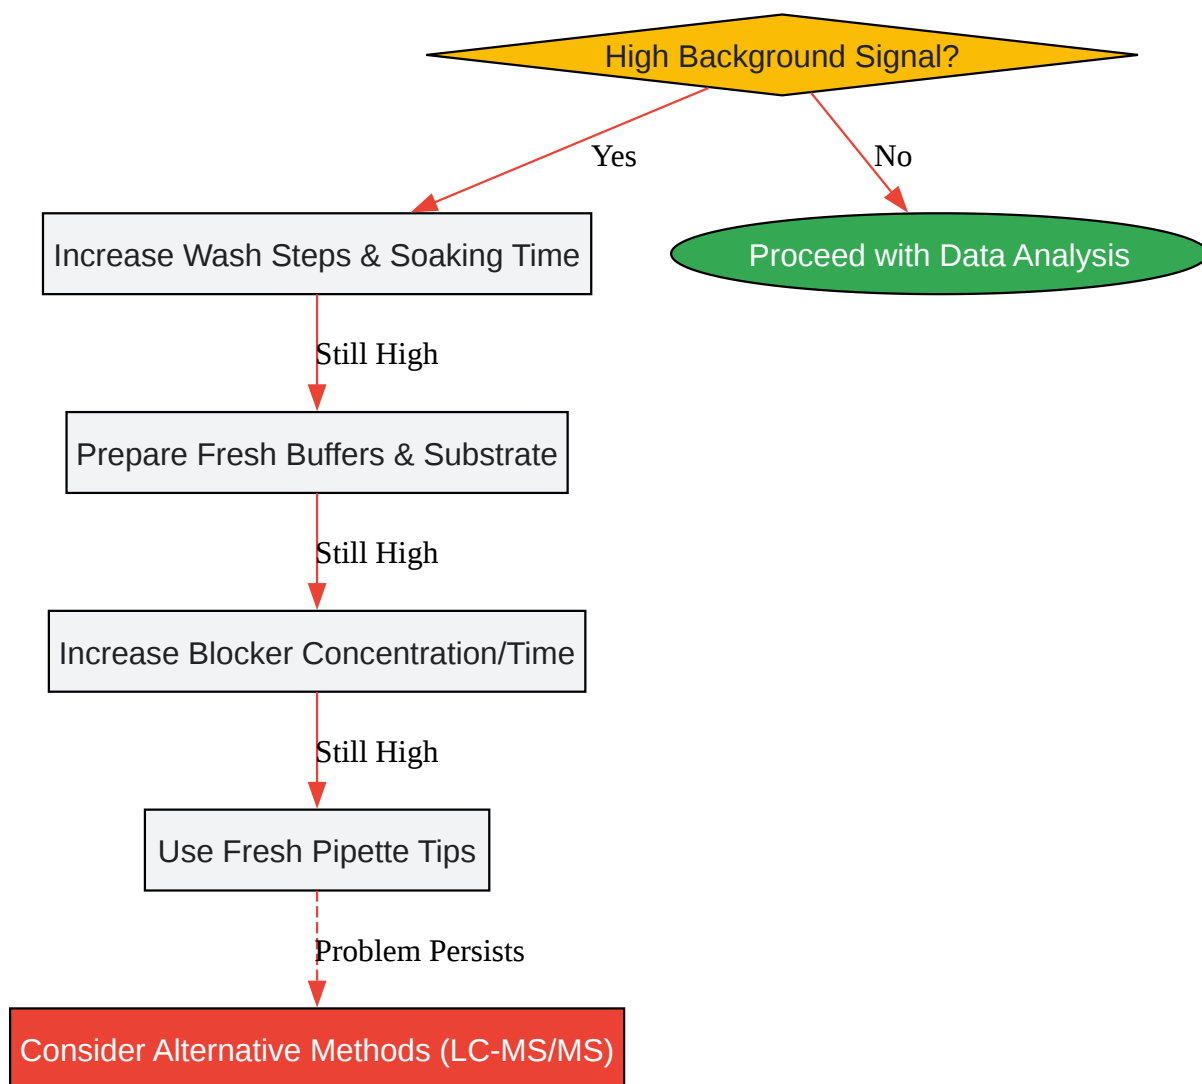 High Background Signal?
Yes
No
Increase Wash Steps & Soaking Time
Proceed with Data Analysis
Still High
Prepare Fresh Buffers & Substrate
Still High
Increase Blocker Concentration/Time
Still High
Use Fresh Pipette Tips
Problem Persists
Consider Alternative Methods (LC-MS/MS)